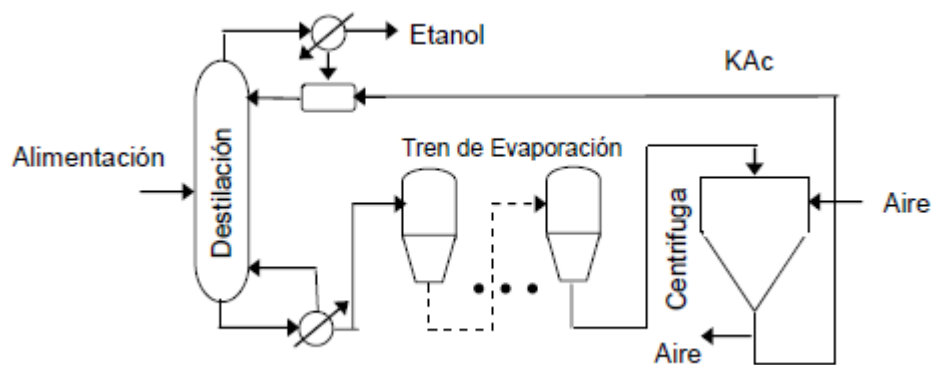 Etanol
KAc
Alimentación
Destilación
Tren de Evaporación
Centrifuga
Aire
Aire